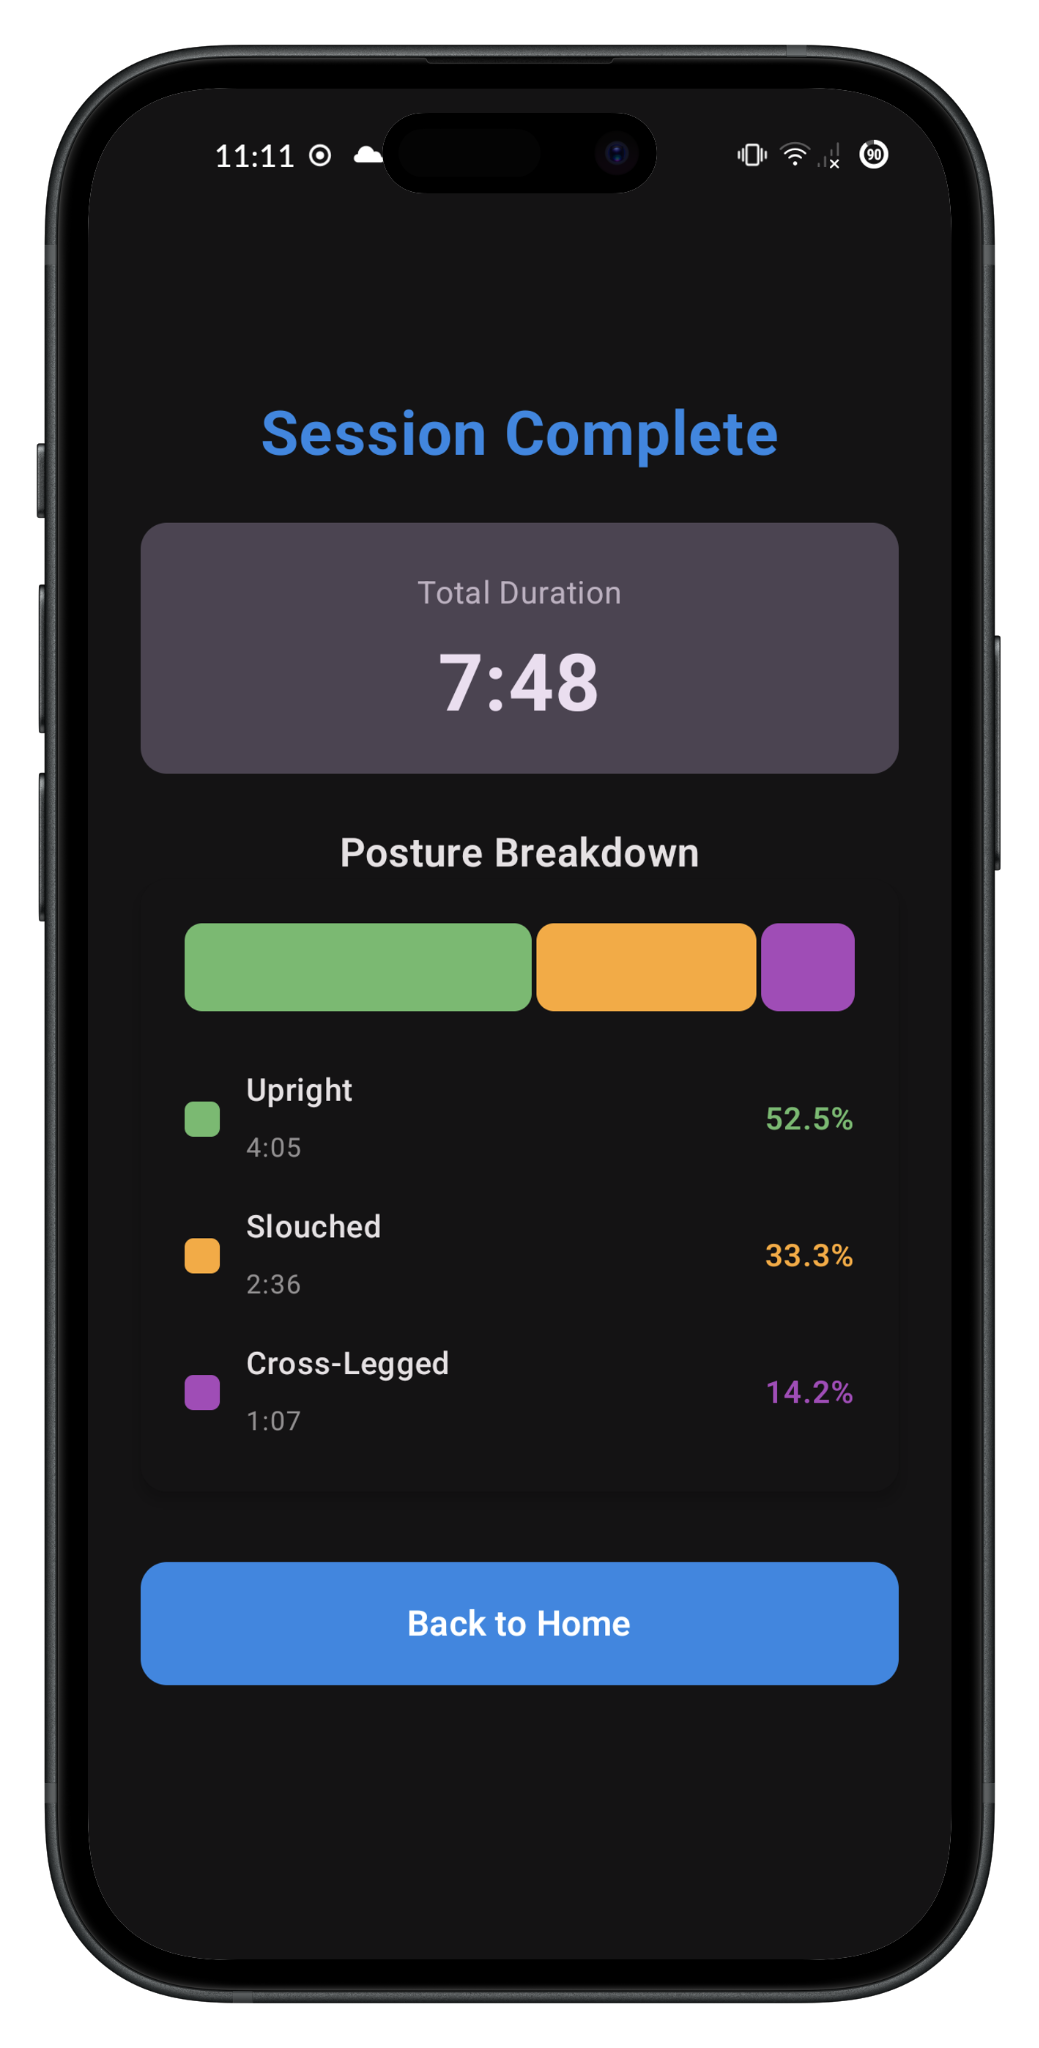 11:11
90
Session Complete
Total Duration
7:48
Posture Breakdown
Upright
4:05
52.5%
Slouched
2:36
33.3%
Cross-Legged
1:07
14.2%
Back to Home